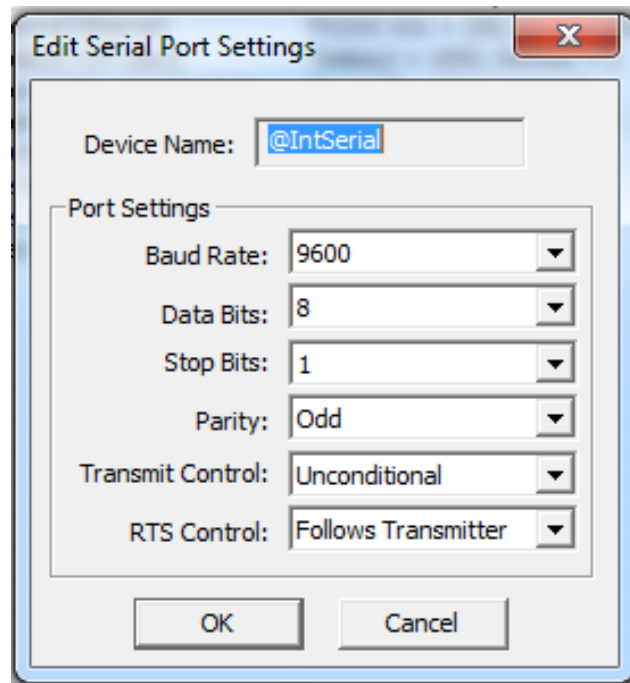 Edit Serial Port Settings
Device Name: @IntSerial
Port Settings
Baud Rate: 9600
Data Bits: 8
Stop Bits: 1
Parity: Odd
Transmit Control: Unconditional
RTS Control: Follows Transmitter
OK Cancel